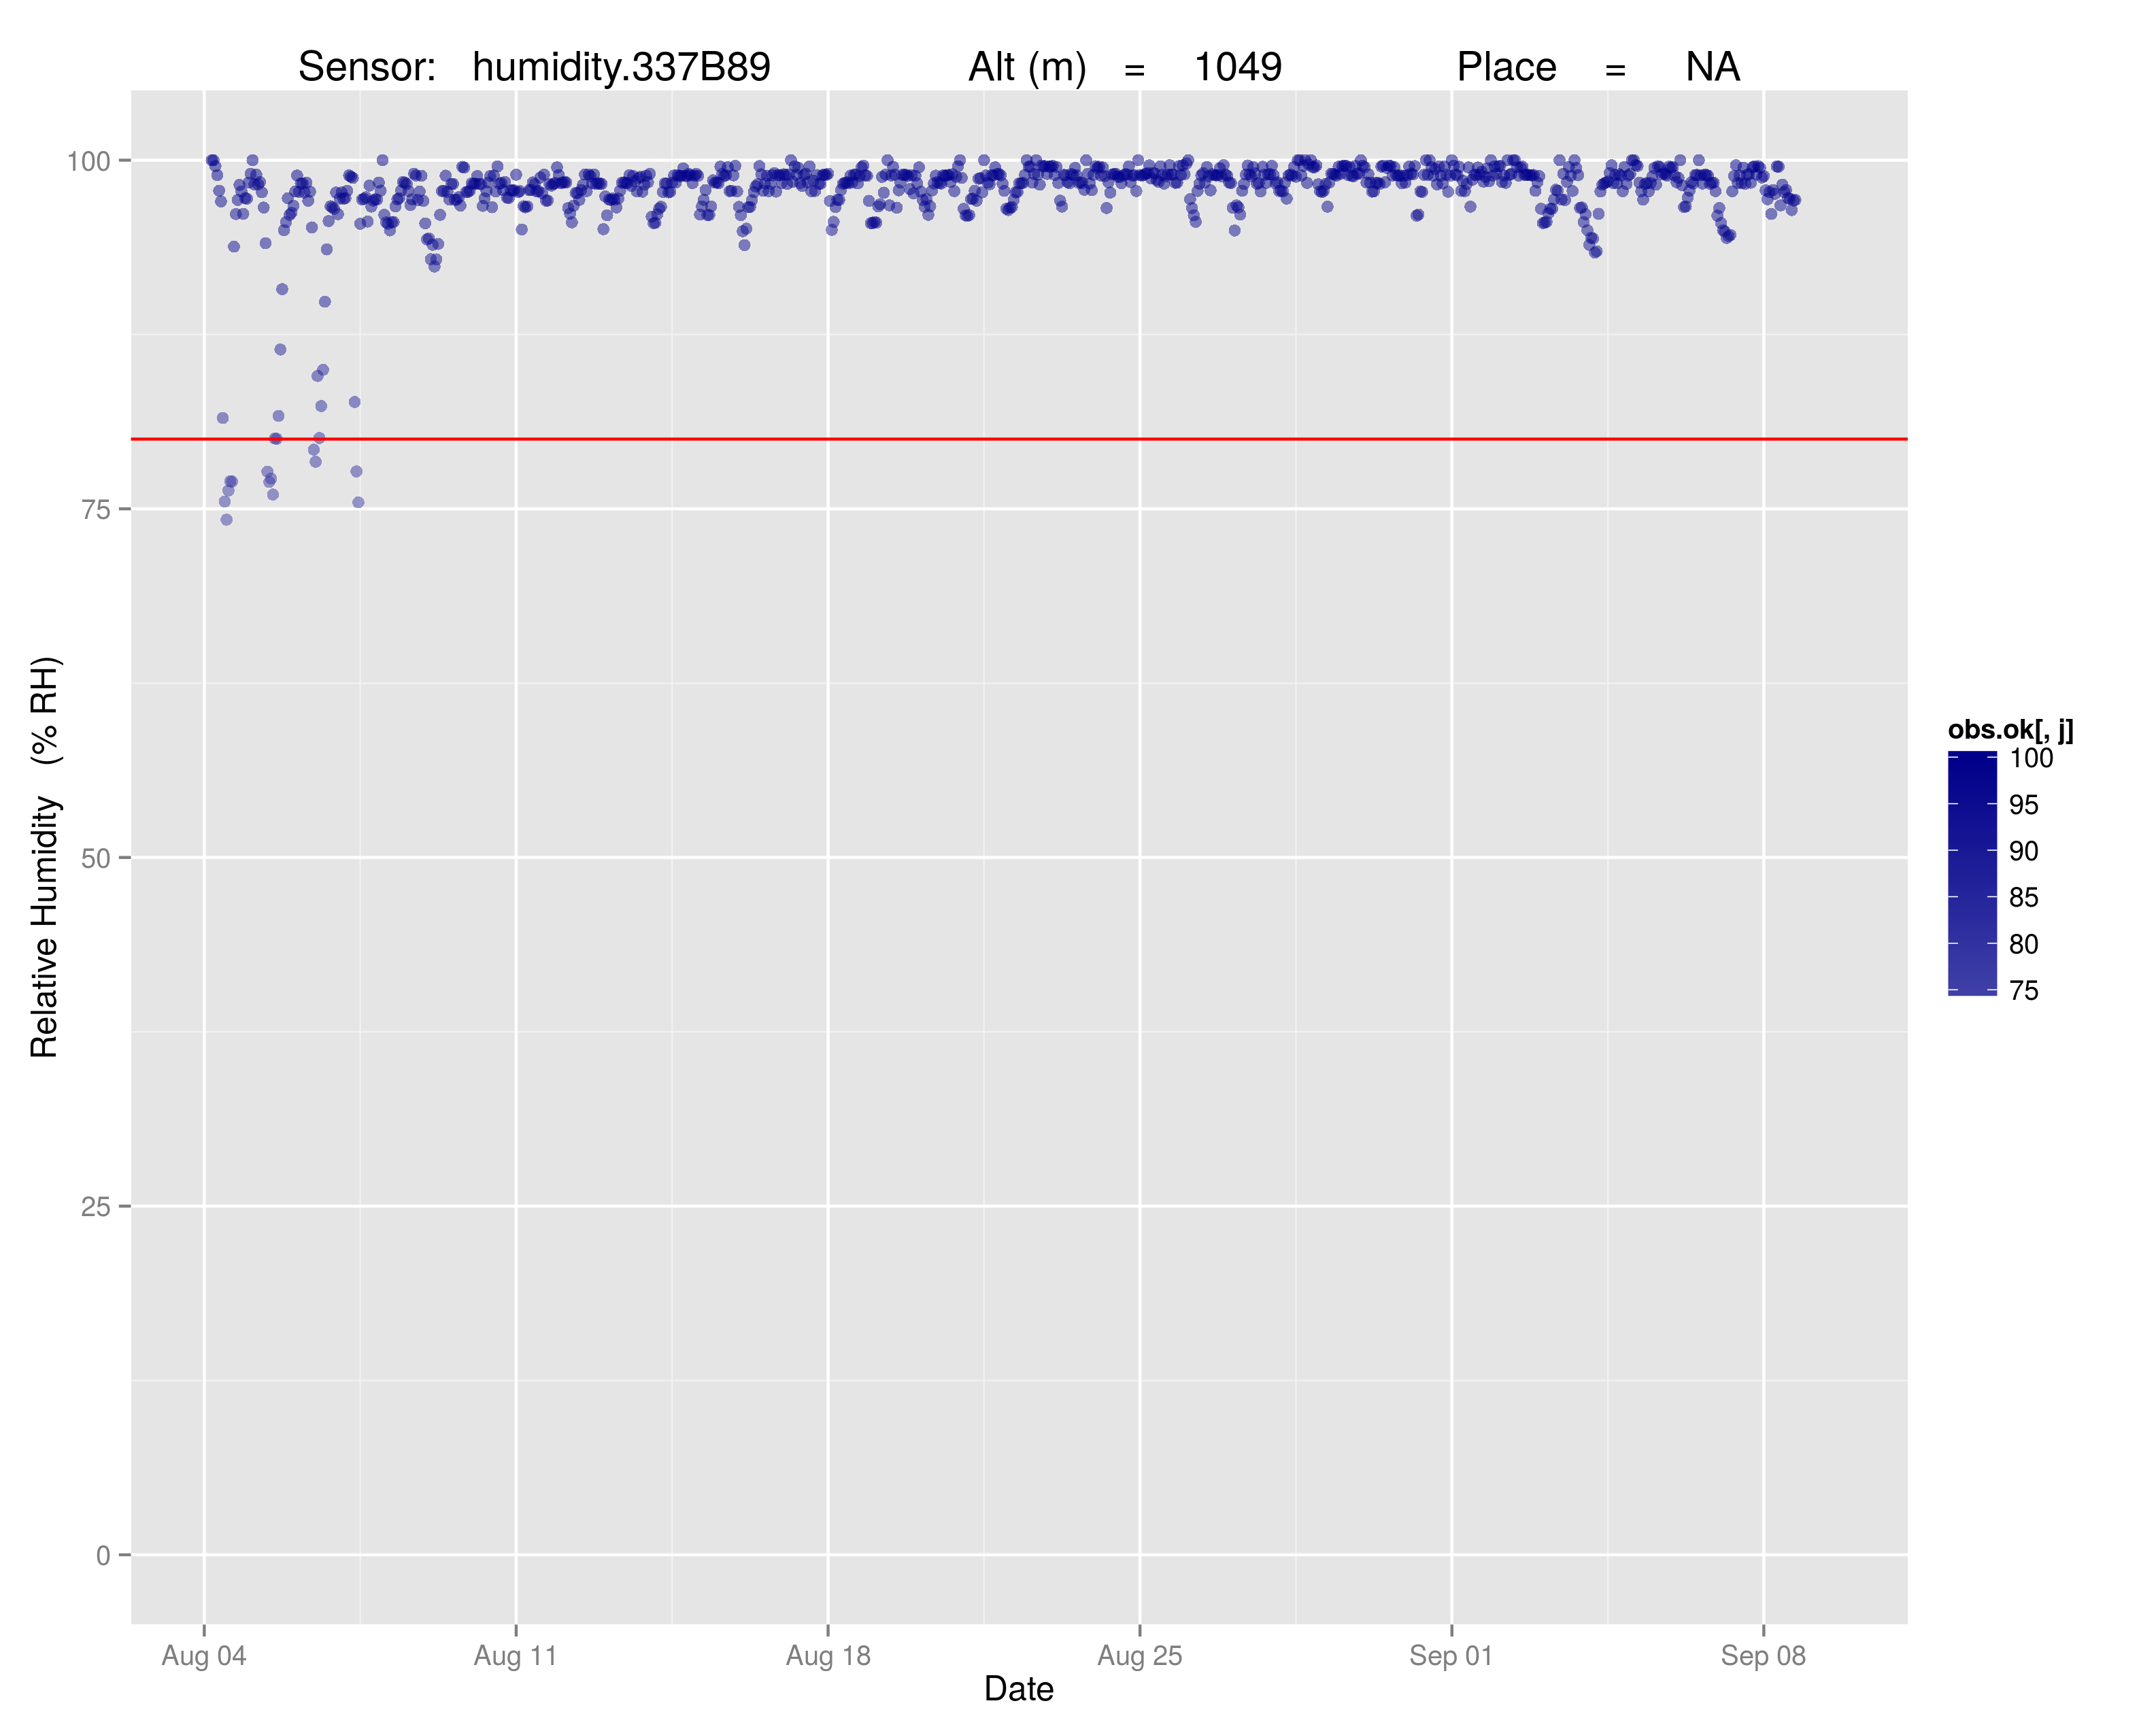 Sensor: humidity.337B89 Alt (m) = 1049 Place = NA
100
75
50
25
0
Relative Humidity (% RH)
Aug 04 Aug 11 Aug 18 Aug 25 Sep 01 Sep 08
Date
obs.ok[, j]
100
95
90
85
80
75